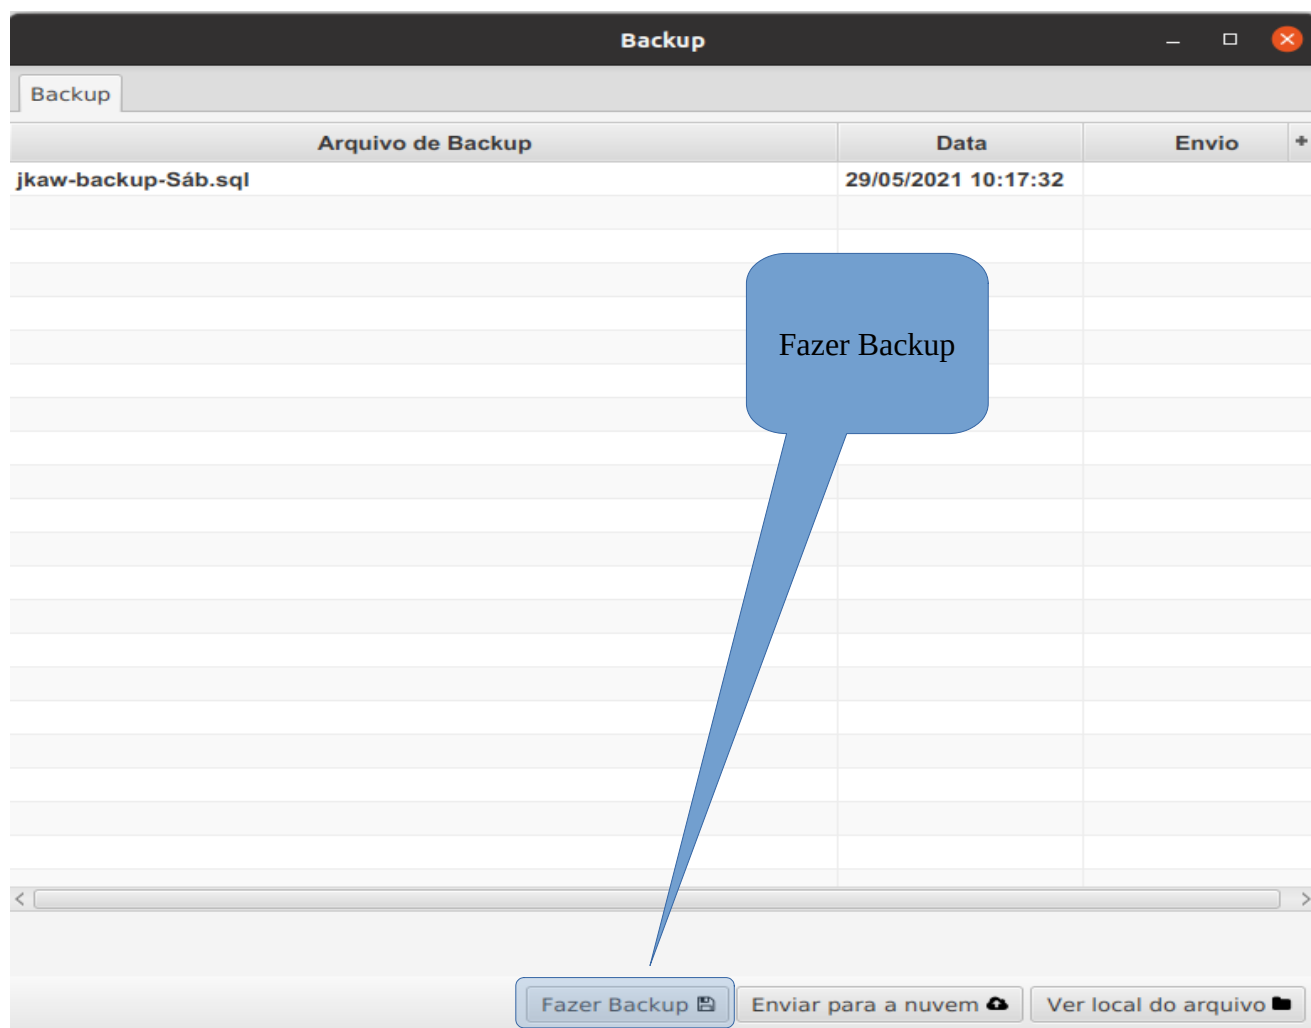 Backup
Backup
Arquivo de Backup Data Envio +
jkaw-backup-Sáb.sql 29/05/2021 10:17:32
Fazer Backup
Fazer Backup Enviar para a nuvem Ver local do arquivo